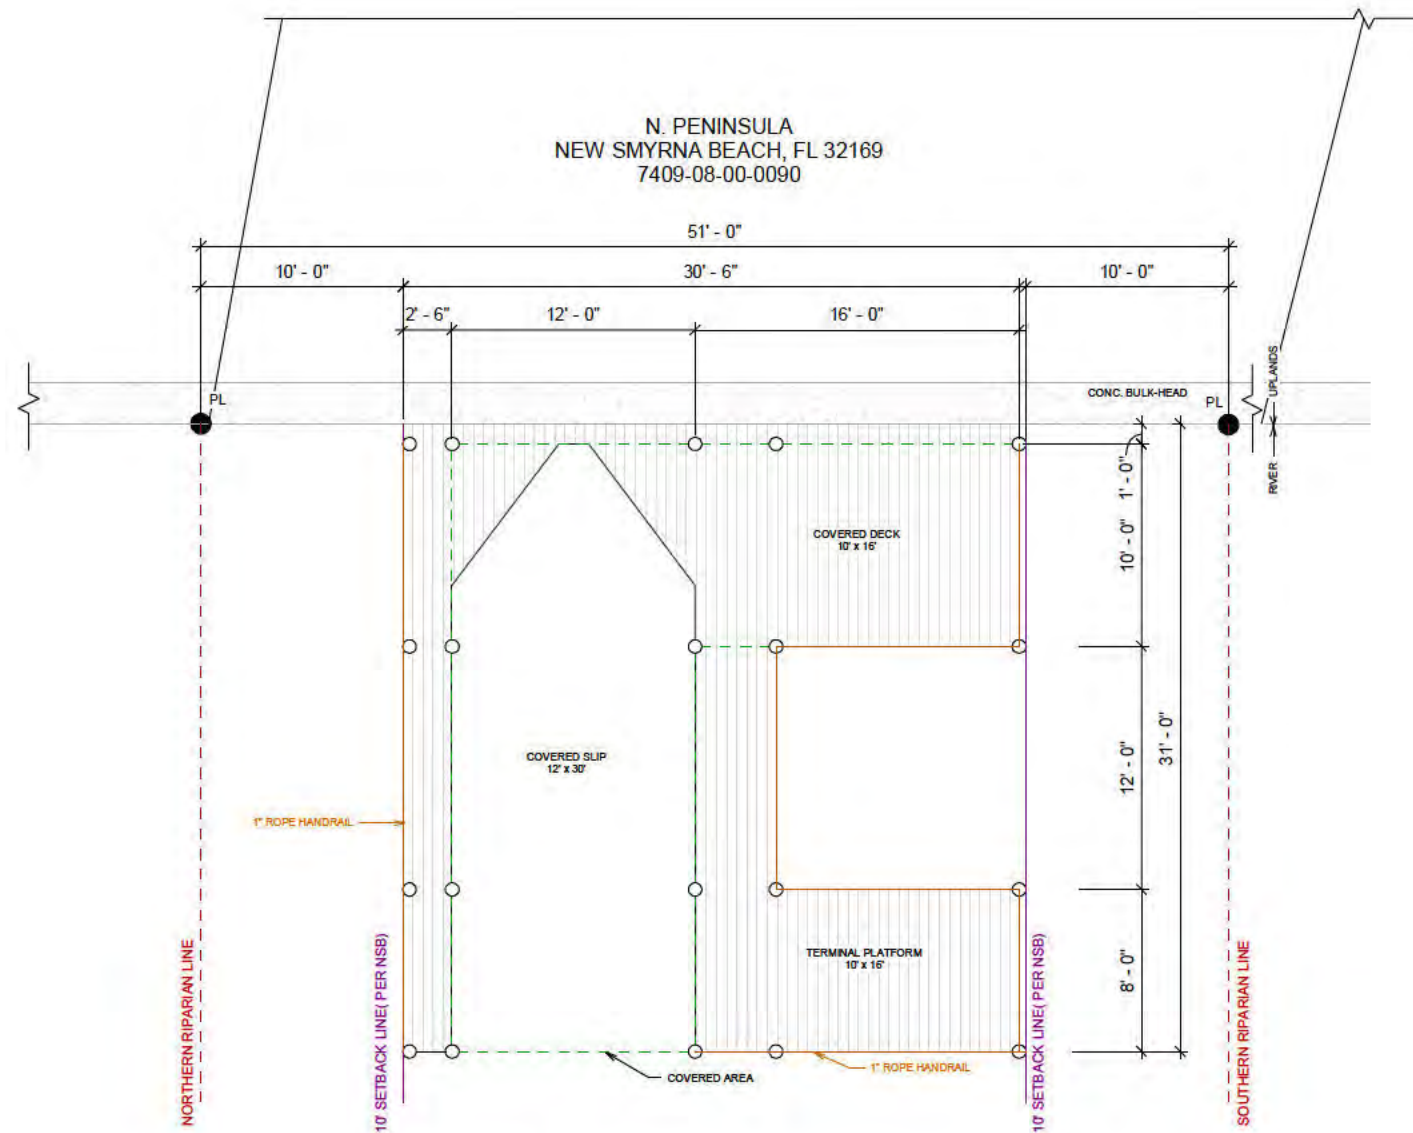 N. PENINSULA
NEW SMYRNA BEACH, FL 32169
7409-08-00-0090
51' - 0"
10' - 0"
30' - 6"
10' - 0"
2' - 6"
12' - 0"
16' - 0"
UPLANDS
CONC. BULK-HEAD
PL
PL
RIVER
1' - 0"
COVERED DECK
10' x 16'
10' - 0"
31' - 0"
COVERED SLIP
12' x 30'
12' - 0"
1" ROPE HANDRAIL
TERMINAL PLATFORM
10' x 16'
8' - 0"
NORTHERN RIPARIAN LINE
10' SETBACK LINE( PER NSB)
10' SETBACK LINE( PER NSB)
SOUTHERN RIPARIAN LINE
1" ROPE HANDRAIL
COVERED AREA